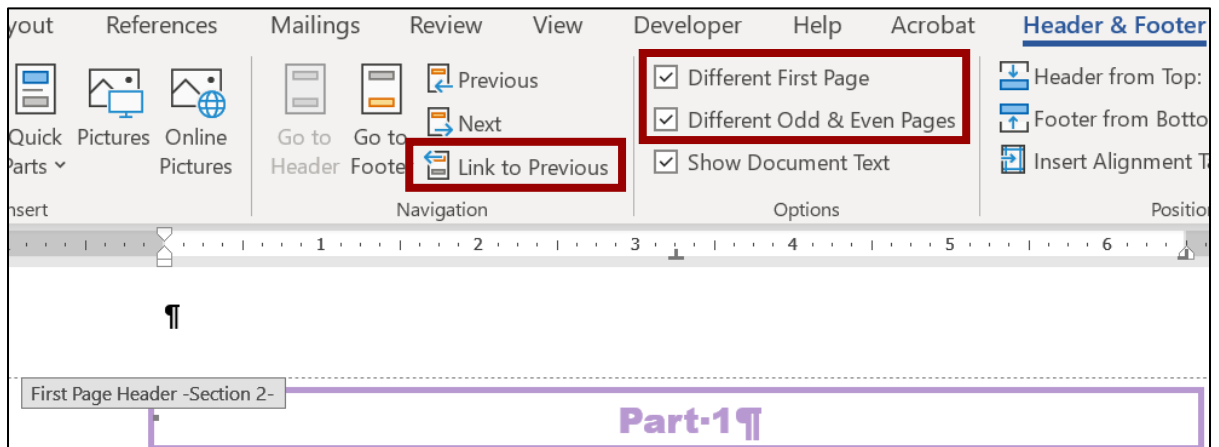 yout References Mailings Review View Developer Help Acrobat Header & Footer
Previous Different First Page Header from Top:
Next Different Odd & Even Pages Footer from Botto
Quick Pictures Online Go to Go to
Parts Pictures Header Foote Link to Previous Show Document Text Insert Alignment Ta
nsert Navigation Options Position
1 2 3 4 5 6
¶
First Page Header -Section 2-
Part·1¶